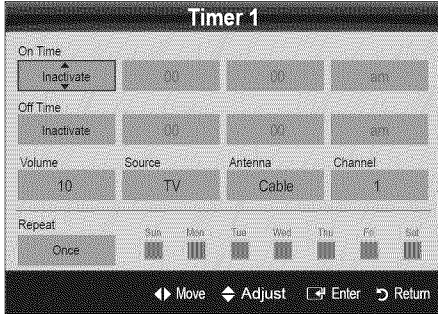 Timer 1
On Time
Inactivate 00 00 am
Off Time
Inactivate 00 00 am
Volume Source Antenna Channel
10 TV Cable 1
Repeat Sun Mon Tue Wed Thu Fri Sat
Once
Move Adjust Enter Return